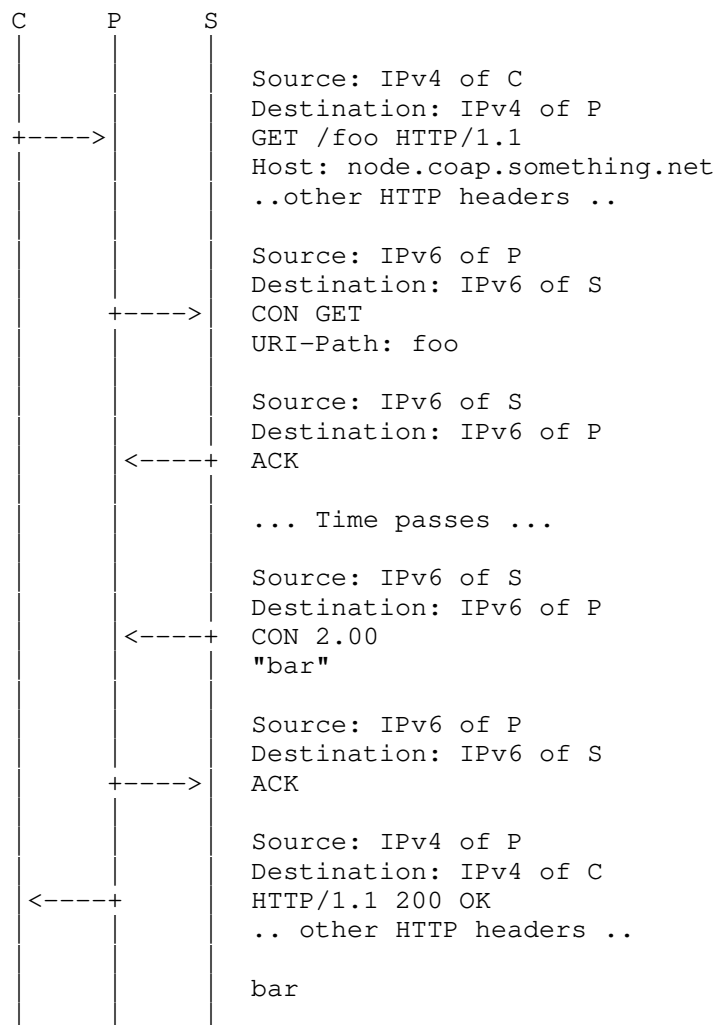 C P S
Source: IPv4 of C
Destination: IPv4 of P
+----> GET /foo HTTP/1.1
Host: node.coap.something.net
..other HTTP headers ..
Source: IPv6 of P
Destination: IPv6 of S
+----> CON GET
URI-Path: foo
Source: IPv6 of S
Destination: IPv6 of P
<----+ ACK
... Time passes ...
Source: IPv6 of S
Destination: IPv6 of P
<----+ CON 2.00
"bar"
Source: IPv6 of P
Destination: IPv6 of S
+----> ACK
Source: IPv4 of P
Destination: IPv4 of C
<----+ HTTP/1.1 200 OK
.. other HTTP headers ..
bar